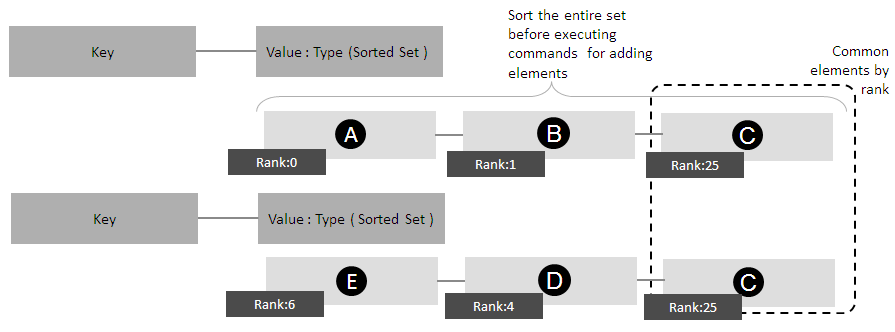 Sort the entire set
before executing
commands for adding
elements
Common
elements by
rank
Key
Value : Type (Sorted Set )
A
B
C
Rank:0
Rank:1
Rank:25
Key
Value : Type ( Sorted Set )
E
D
C
Rank:6
Rank:4
Rank:25